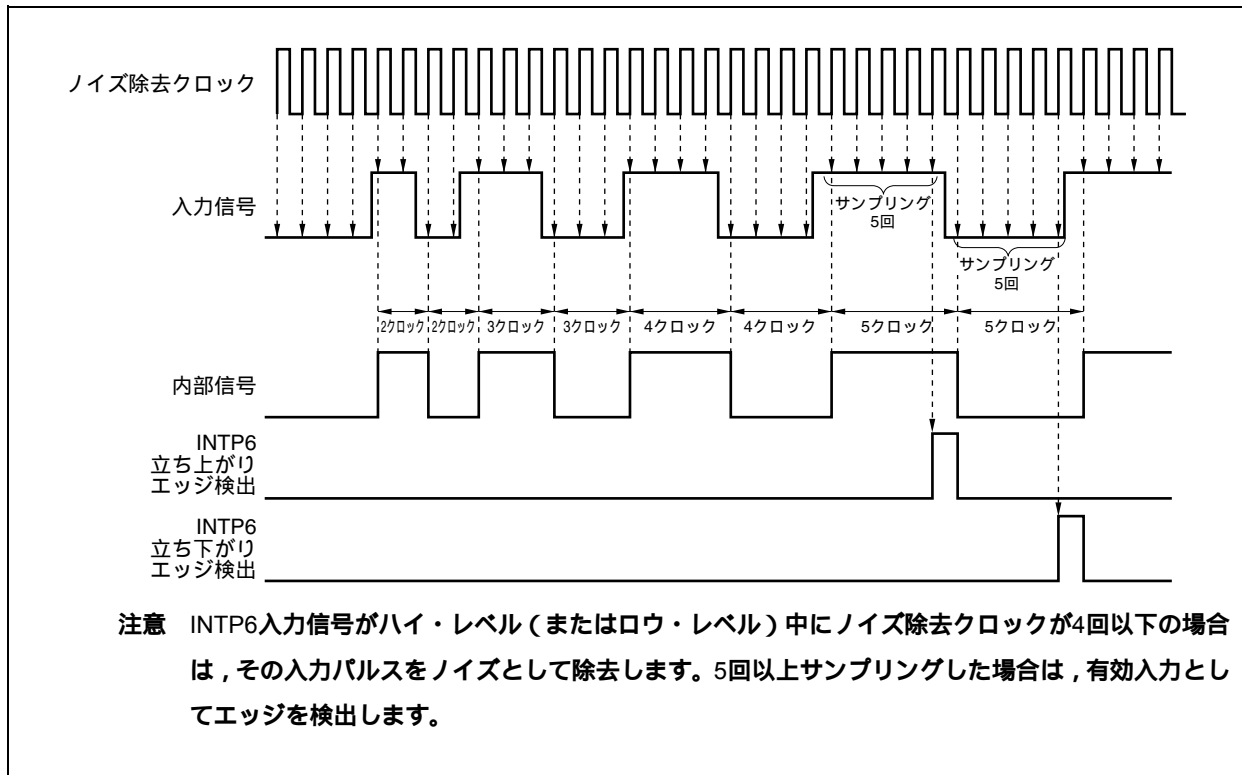 ノイズ除去クロック
入力信号
サンプリング
5回
サンプリング
5回
2クロック 2クロック 3クロック 3クロック 4クロック 4クロック 5クロック 5クロック
内部信号
INTP6
立ち上がり
エッジ検出
INTP6
立ち下がり
エッジ検出
注意 INTP6入力信号がハイ・レベル（またはロウ・レベル）中にノイズ除去クロックが4回以下の場合
は，その入力パルスをノイズとして除去します。5回以上サンプリングした場合は，有効入力とし
てエッジを検出します。